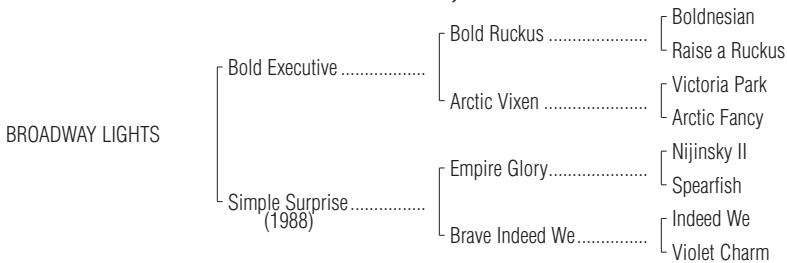 Boldnesian
Bold Ruckus ......................
Raise a Ruckus
Bold Executive ..................
Victoria Park
Arctic Vixen .......................
Arctic Fancy
BROADWAY LIGHTS
Nijinsky II
Empire Glory......................
Spearfish
Simple Surprise................
(1988)
Indeed We
Brave Indeed We...............
Violet Charm